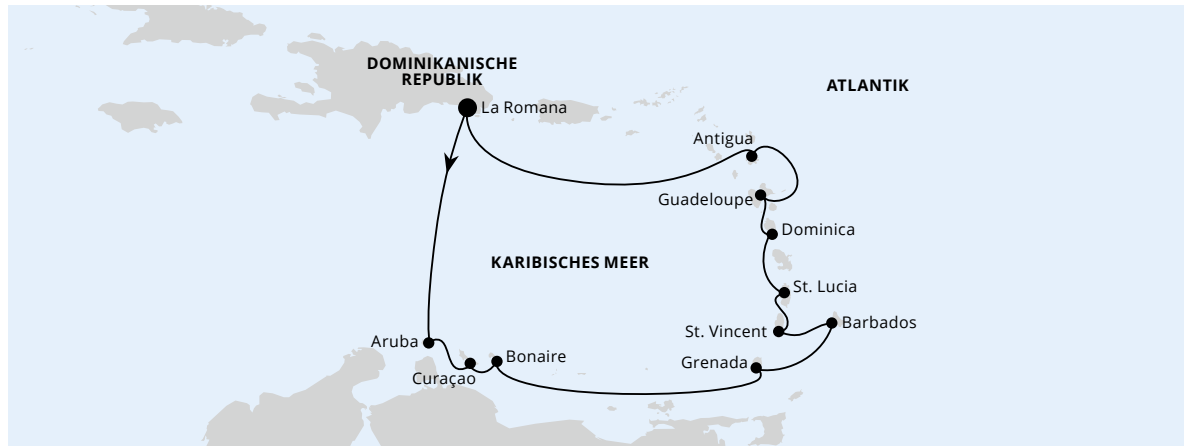 DOMINIKANISCHE
REPUBLIK
ATLANTIK
La Romana
Antigua
Guadeloupe
Dominica
KARIBISCHES MEER
St. Lucia
St. Vincent
Barbados
Aruba
Bonaire
Grenada
Curaçao